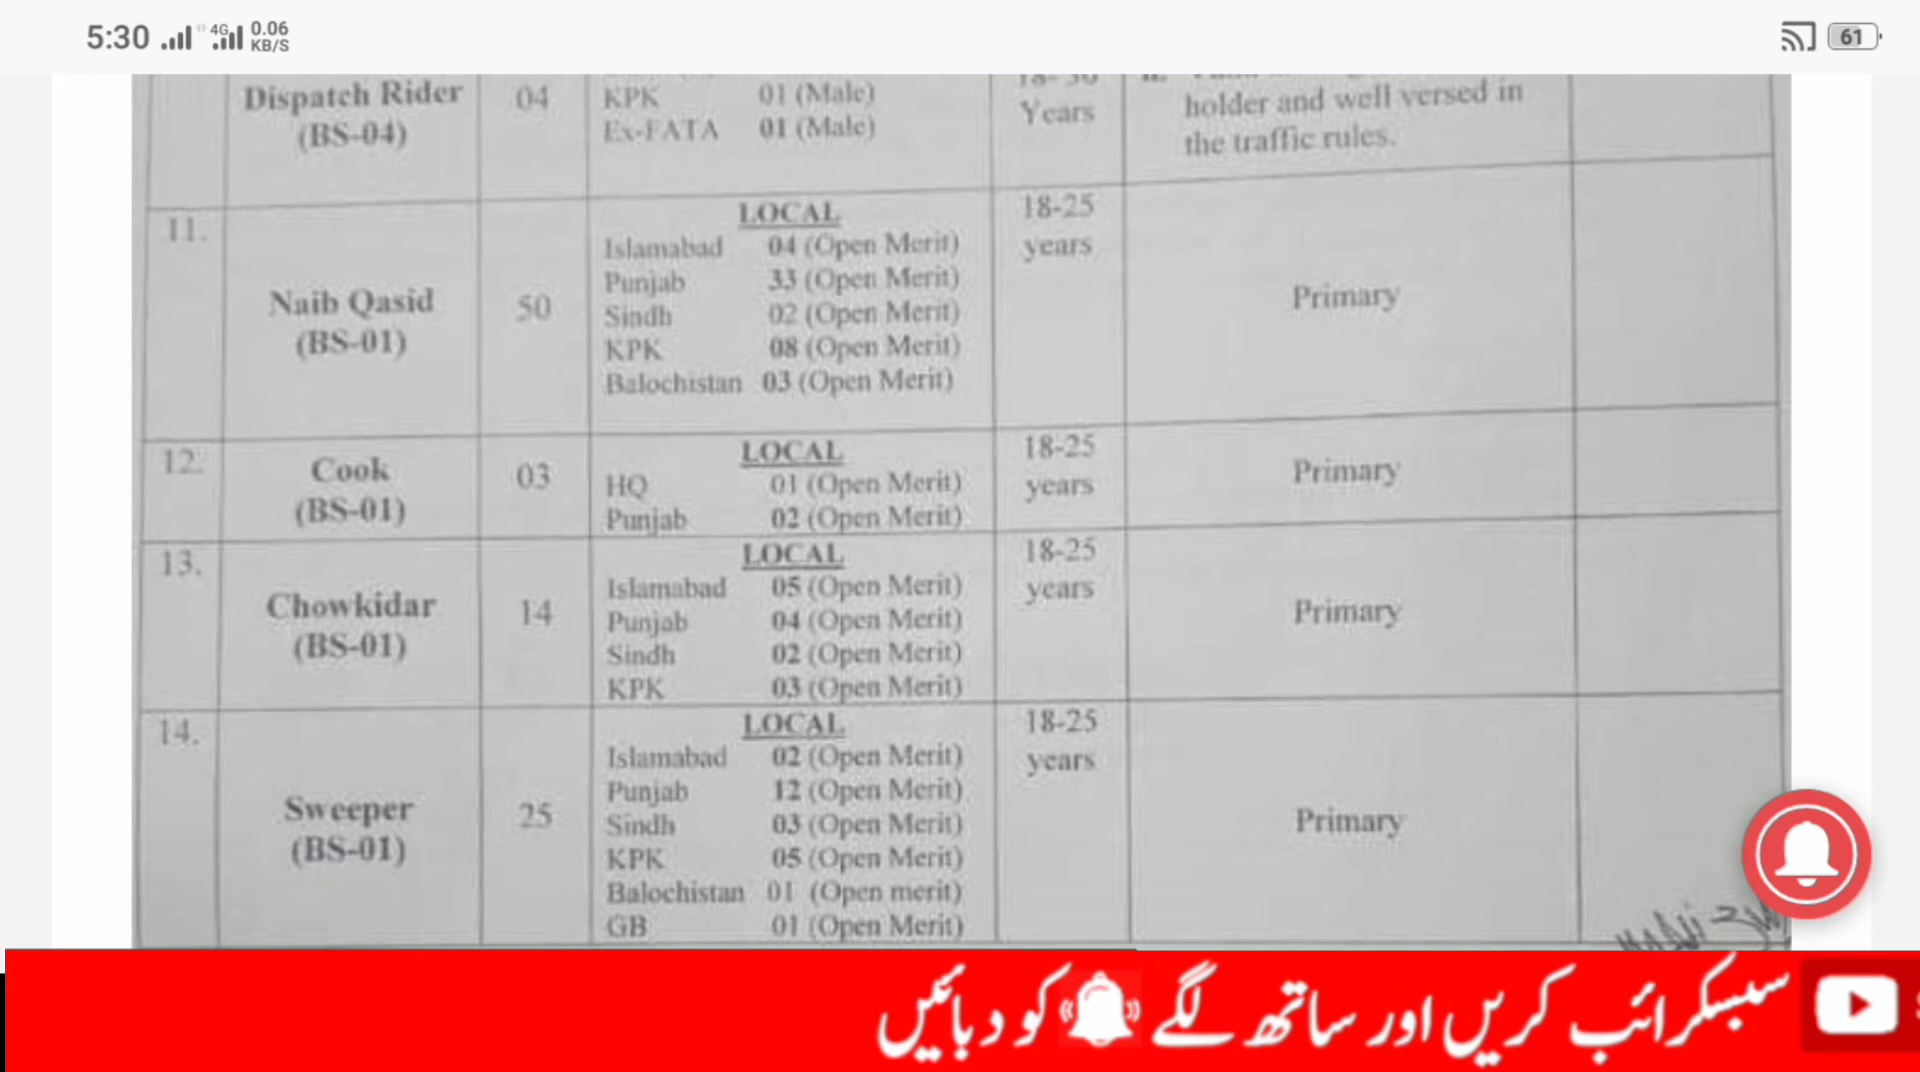 5:30 4G 0.06 KB/S 61
Dispatch Rider
(BS-04)
04
KPK 01 (Male)
Ex-FATA 01 (Male)
Years
holder and well versed in
the traffic rules.
11.
Naib Qasid
(BS-01)
50
LOCAL
Islamabad 04 (Open Merit)
Punjab 33 (Open Merit)
Sindh 02 (Open Merit)
KPK 08 (Open Merit)
Balochistan 03 (Open Merit)
18-25
years
Primary
12.
Cook
(BS-01)
03
LOCAL
HQ 01 (Open Merit)
Punjab 02 (Open Merit)
18-25
years
Primary
13.
Chowkidar
(BS-01)
14
LOCAL
Islamabad 05 (Open Merit)
Punjab 04 (Open Merit)
Sindh 02 (Open Merit)
KPK 03 (Open Merit)
18-25
years
Primary
14.
Sweeper
(BS-01)
25
LOCAL
Islamabad 02 (Open Merit)
Punjab 12 (Open Merit)
Sindh 03 (Open Merit)
KPK 05 (Open Merit)
Balochistan 01 (Open merit)
GB 01 (Open Merit)
18-25
years
Primary
سبسکرائب کریں اور ساتھ لگے کو دبائیں